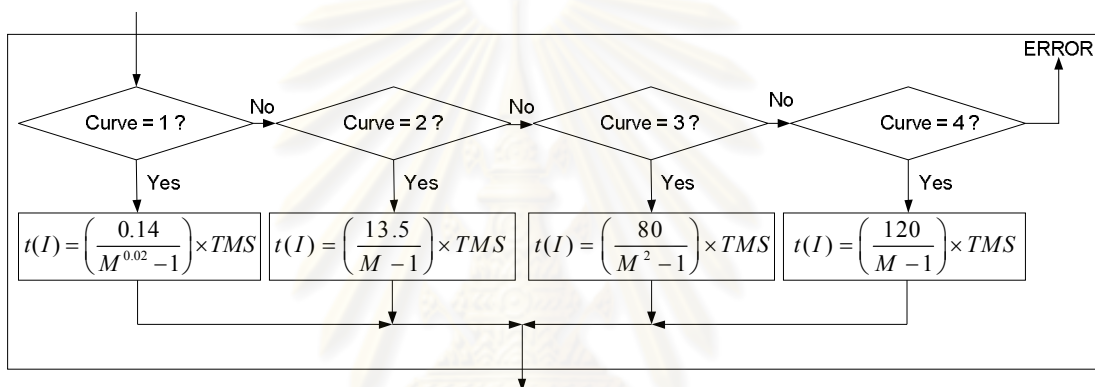 ERROR
Curve = 1 ?
No
Curve = 2 ?
No
Curve = 3 ?
No
Curve = 4 ?
Yes
Yes
Yes
Yes
t(I) = (0.14 / (M^0.02 − 1)) × TMS
t(I) = (13.5 / (M − 1)) × TMS
t(I) = (80 / (M^2 − 1)) × TMS
t(I) = (120 / (M − 1)) × TMS